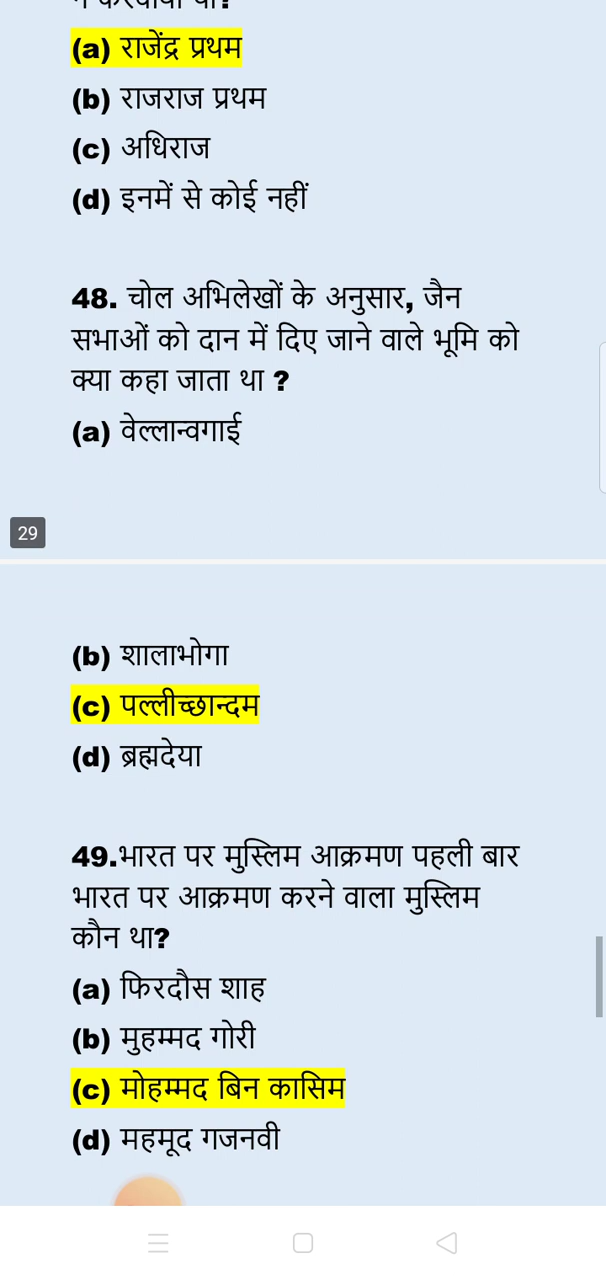 (a) राजेंद्र प्रथम
(b) राजराज प्रथम
(c) अधिराज
(d) इनमें से कोई नहीं
48. चोल अभिलेखों के अनुसार, जैन
सभाओं को दान में दिए जाने वाले भूमि को
क्या कहा जाता था ?
(a) वेल्लान्वगाई
29
(b) शालाभोगा
(c) पल्लीच्छान्दम
(d) ब्रह्मदेया
49.भारत पर मुस्लिम आक्रमण पहली बार
भारत पर आक्रमण करने वाला मुस्लिम
कौन था?
(a) फिरदौस शाह
(b) मुहम्मद गोरी
(c) मोहम्मद बिन कासिम
(d) महमूद गजनवी